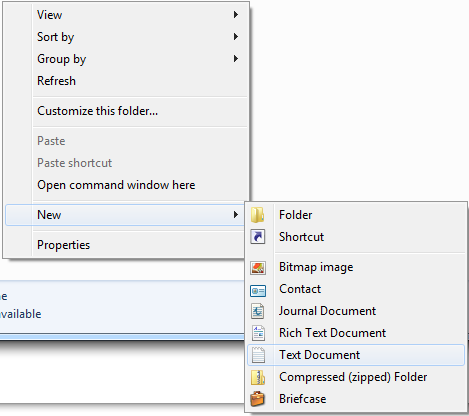 View
Sort by
Group by
Refresh
Customize this folder...
Paste
Paste shortcut
Open command window here
New
Properties
Folder
Shortcut
Bitmap image
Contact
Journal Document
Rich Text Document
Text Document
Compressed (zipped) Folder
Briefcase
ne
vailable